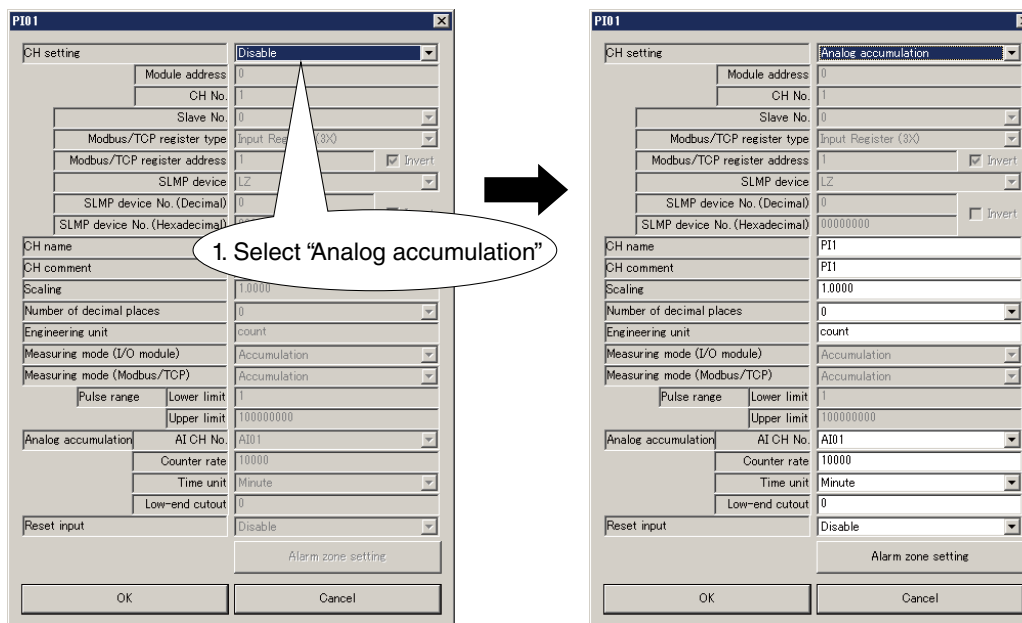 PI01
CH setting Disable
Module address 0
CH No. 1
Slave No. 0
Modbus/TCP register type Input Reg (3X)
Modbus/TCP register address 1 Invert
SLMP device LZ
SLMP device No. (Decimal) 0
SLMP device No. (Hexadecimal)
1. Select “Analog accumulation”
CH name
CH comment
Scaling 1.0000
Number of decimal places 0
Engineering unit count
Measuring mode (I/O module) Accumulation
Measuring mode (Modbus/TCP) Accumulation
Pulse range Lower limit 1
Upper limit 100000000
Analog accumulation AI CH No. AI01
Counter rate 10000
Time unit Minute
Low-end cutout 0
Reset input Disable
Alarm zone setting
OK Cancel
PI01
CH setting Analog accumulation
Module address 0
CH No. 1
Slave No. 0
Modbus/TCP register type Input Register (3X)
Modbus/TCP register address 1 Invert
SLMP device LZ
SLMP device No. (Decimal) 0
Invert
SLMP device No. (Hexadecimal) 00000000
CH name PI1
CH comment PI1
Scaling 1.0000
Number of decimal places 0
Engineering unit count
Measuring mode (I/O module) Accumulation
Measuring mode (Modbus/TCP) Accumulation
Pulse range Lower limit 1
Upper limit 100000000
Analog accumulation AI CH No. AI01
Counter rate 10000
Time unit Minute
Low-end cutout 0
Reset input Disable
Alarm zone setting
OK Cancel